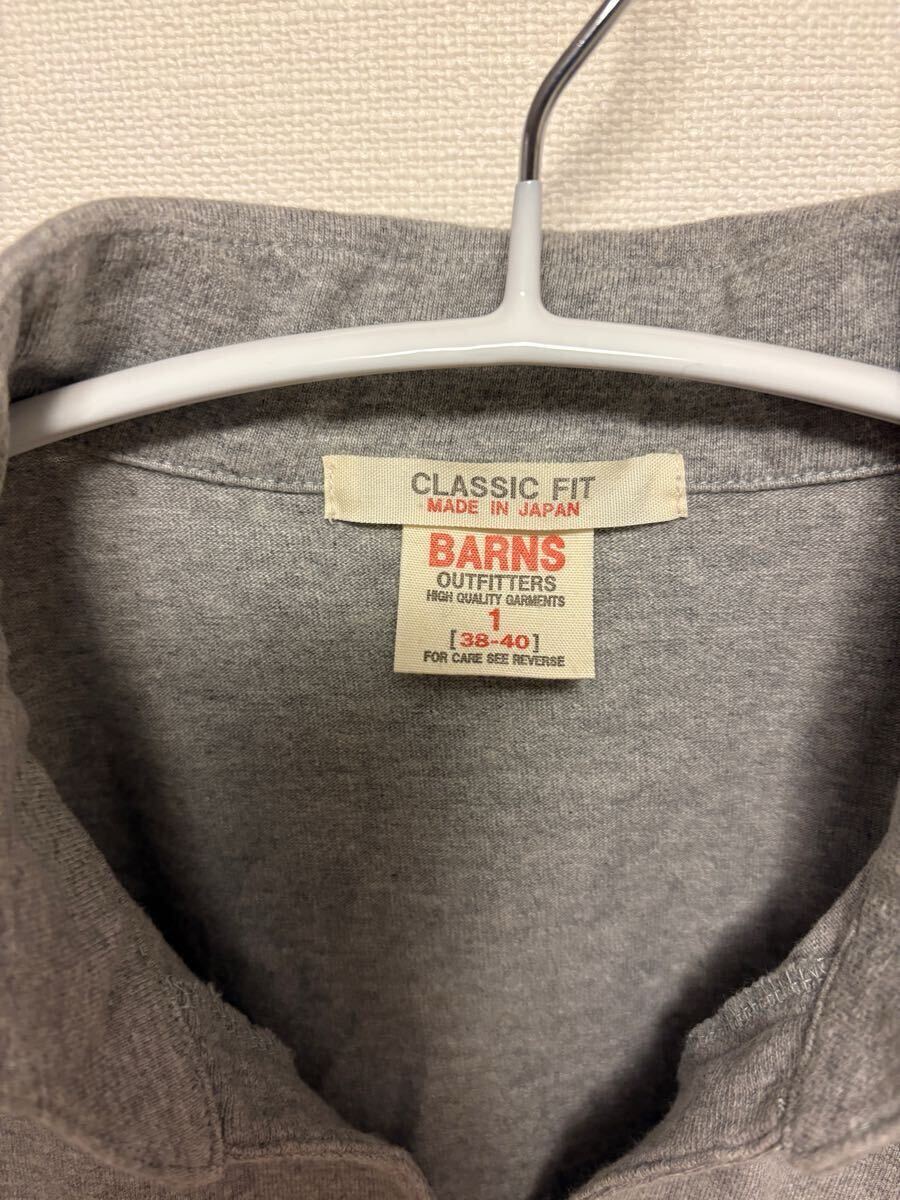 CLASSIC FIT
MADE IN JAPAN
BARNS
OUTFITTERS
HIGH QUALITY GARMENTS
1
[38-40]
FOR CARE SEE REVERSE